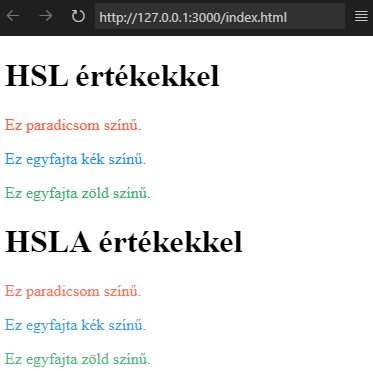 http://127.0.0.1:3000/index.html
HSL értékekkel
Ez paradicsom színű.
Ez egyfajta kék színű.
Ez egyfajta zöld színű.
HSLA értékekkel
Ez paradicsom színű.
Ez egyfajta kék színű.
Ez egyfajta zöld színű.